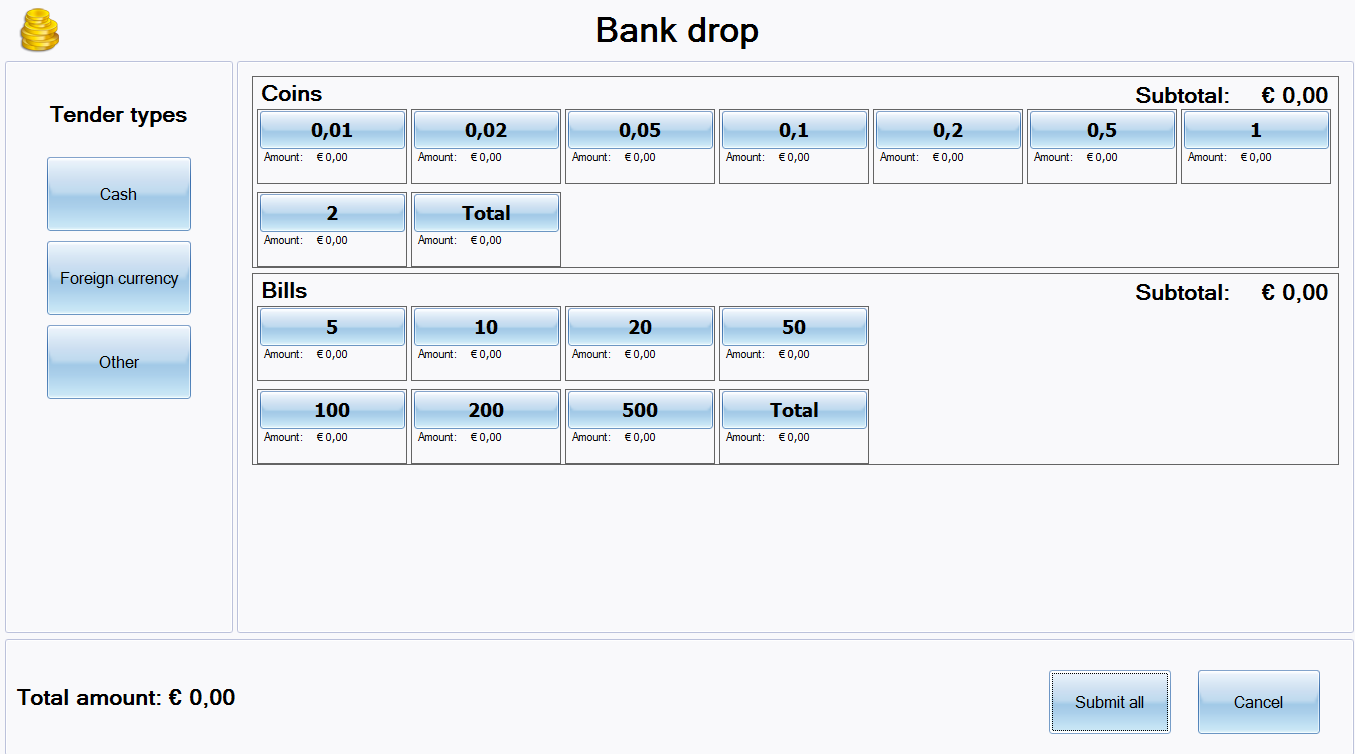 Bank drop
Tender types
Cash
Foreign currency
Other
Coins Subtotal: € 0,00
0,01 0,02 0,05 0,1 0,2 0,5 1
Amount: € 0,00 Amount: € 0,00 Amount: € 0,00 Amount: € 0,00 Amount: € 0,00 Amount: € 0,00 Amount: € 0,00
2 Total
Amount: € 0,00 Amount: € 0,00
Bills Subtotal: € 0,00
5 10 20 50
Amount: € 0,00 Amount: € 0,00 Amount: € 0,00 Amount: € 0,00
100 200 500 Total
Amount: € 0,00 Amount: € 0,00 Amount: € 0,00 Amount: € 0,00
Total amount: € 0,00
Submit all Cancel